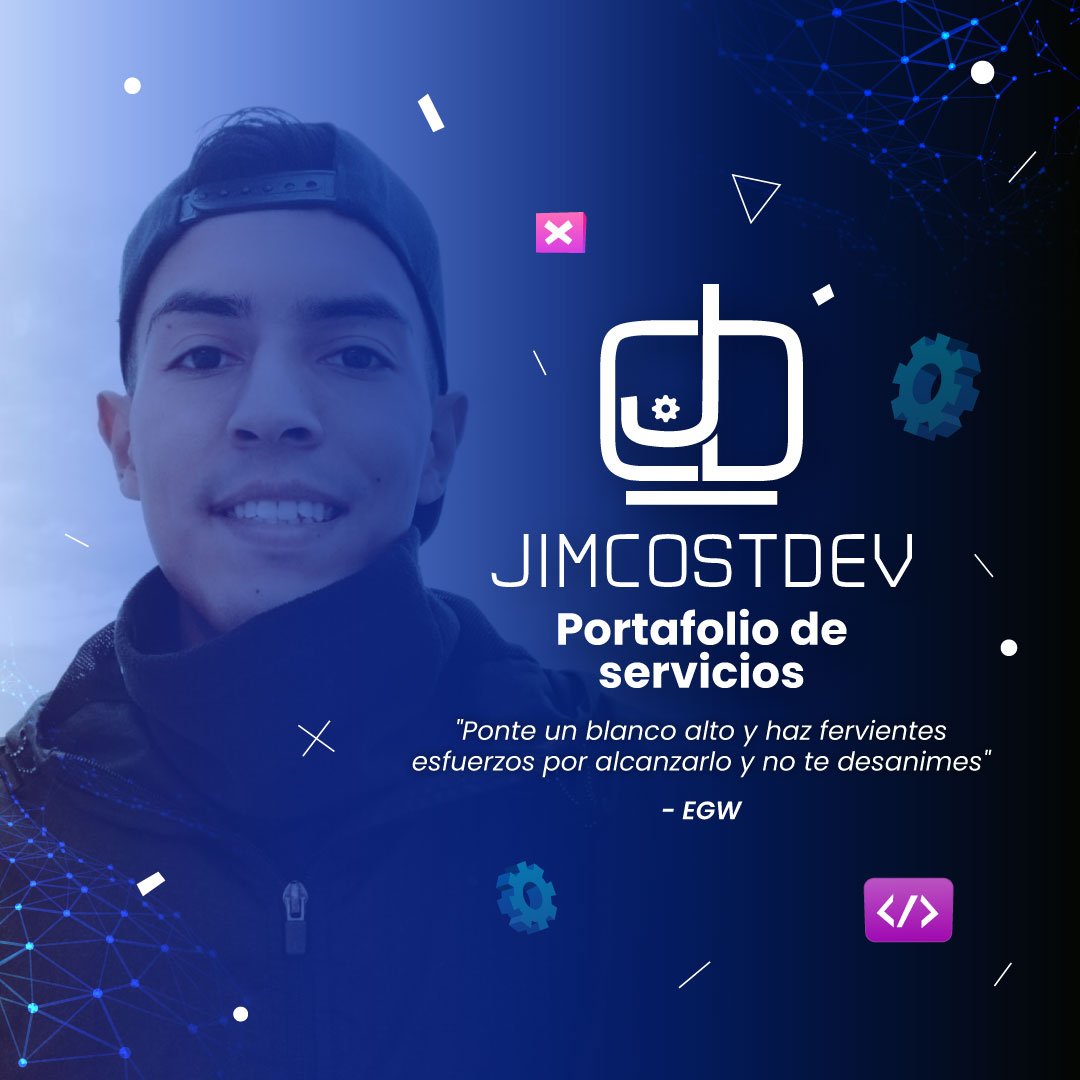 JIMCOSTDEV
Portafolio de
servicios
"Ponte un blanco alto y haz fervientes
esfuerzos por alcanzarlo y no te desanimes"
- EGW
</>